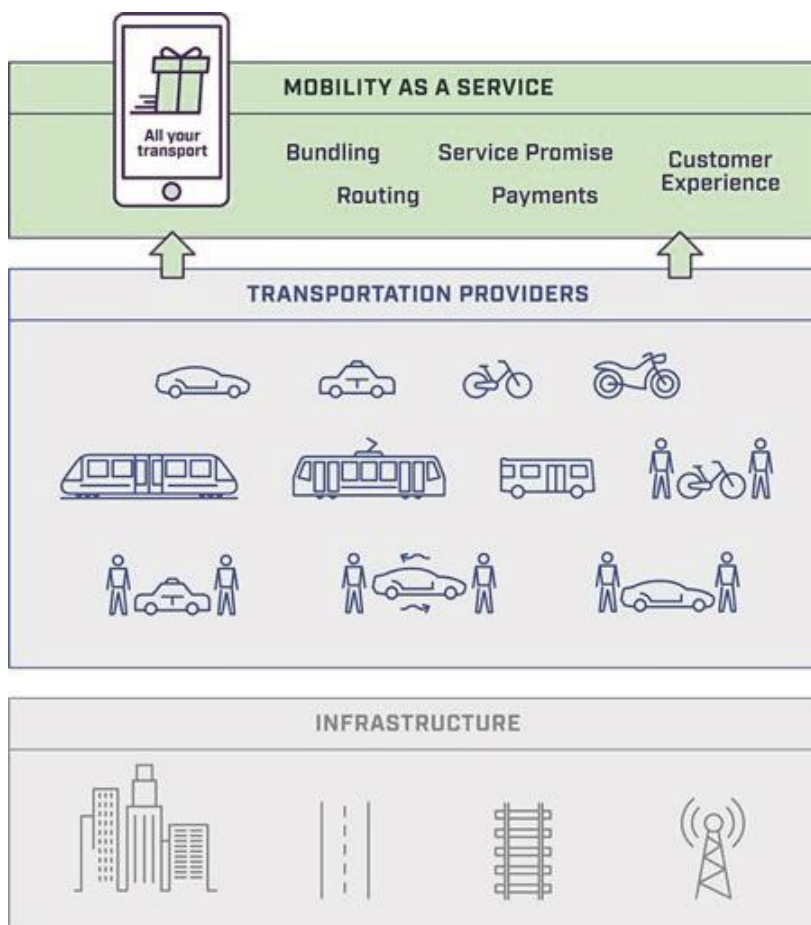 MOBILITY AS A SERVICE
All your
transport
Bundling
Service Promise
Customer
Experience
Routing
Payments
TRANSPORTATION PROVIDERS
T
T
INFRASTRUCTURE